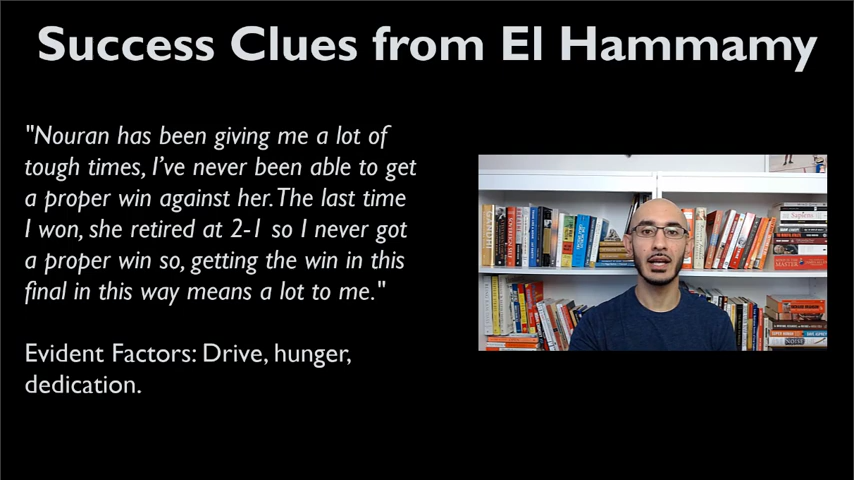 Success Clues from El Hammamy
"Nouran has been giving me a lot of
tough times, I've never been able to get
a proper win against her. The last time
I won, she retired at 2-1 so I never got
a proper win so, getting the win in this
final in this way means a lot to me."
Evident Factors: Drive, hunger,
dedication.